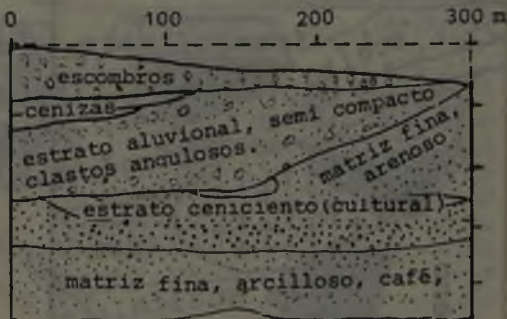 0 100 200 300 m
escombros
cenizas
estrato aluvional, semi compacto
clastos angulosos.
matriz fina,
arenoso
estrato ceniciento(cultural)
matriz fina, arcilloso, café,